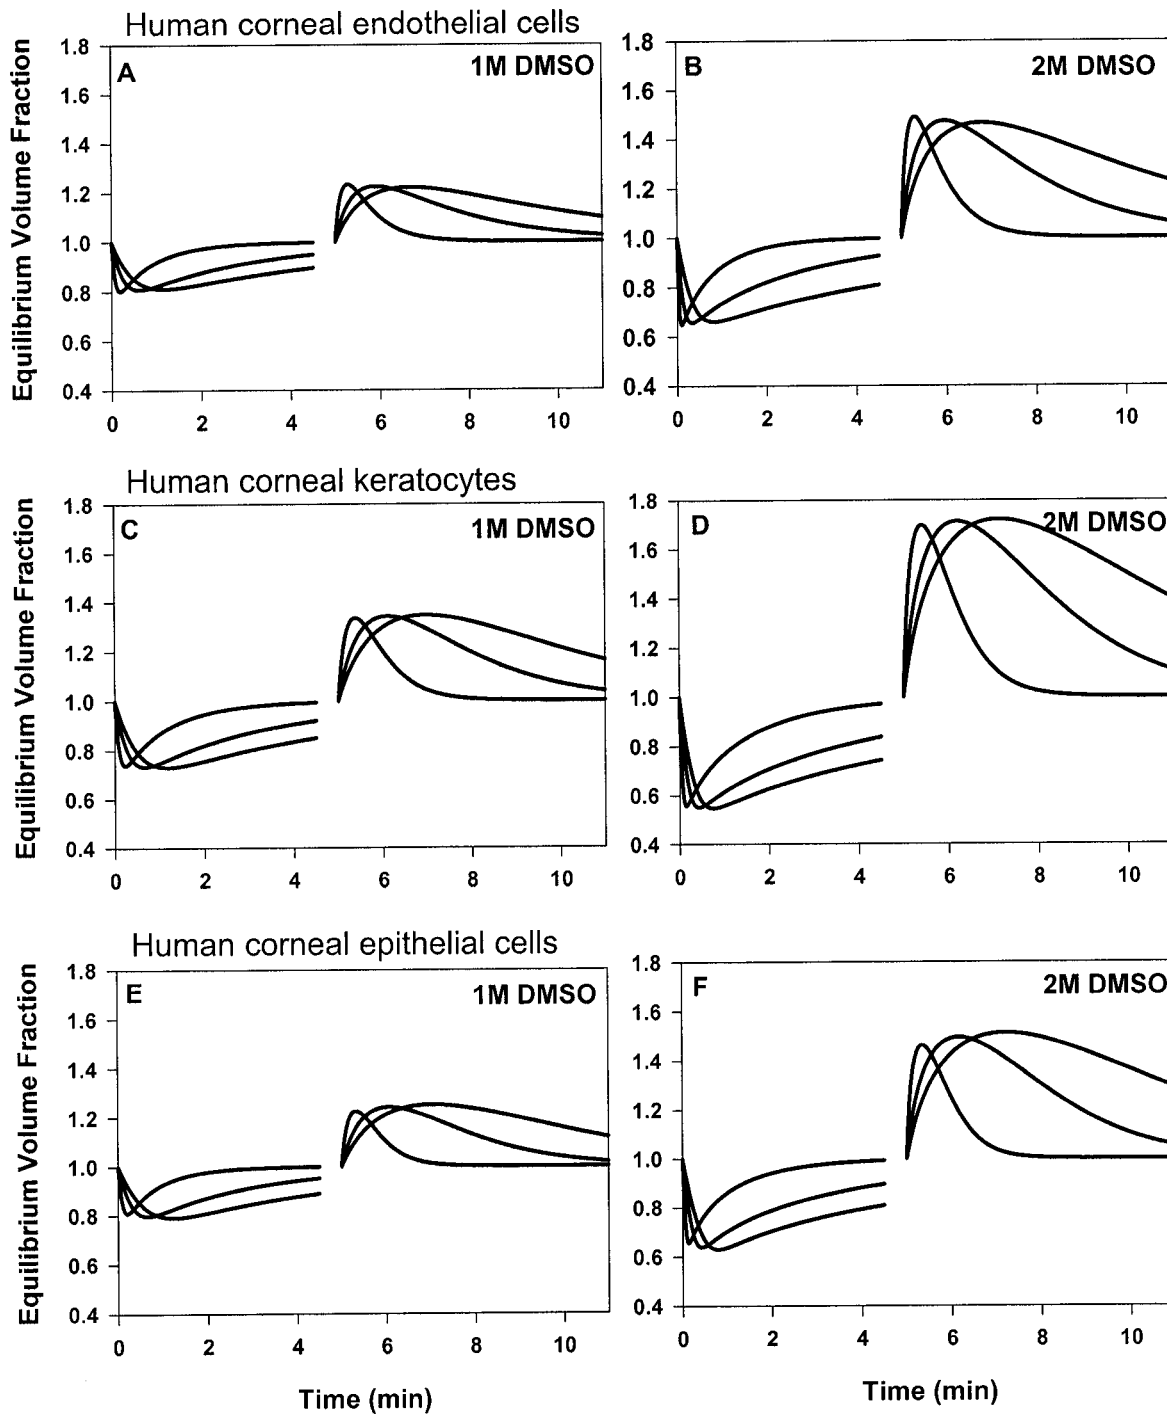 Human corneal endothelial cells
A
1M DMSO
B
2M DMSO
Equilibrium Volume Fraction
1.8
1.6
1.4
1.2
1.0
0.8
0.6
0.4
1.8
1.6
1.4
1.2
1.0
0.8
0.6
0.4
0 2 4 6 8 10
0 2 4 6 8 10
Human corneal keratocytes
C
1M DMSO
D
2M DMSO
Equilibrium Volume Fraction
1.8
1.6
1.4
1.2
1.0
0.8
0.6
0.4
1.8
1.6
1.4
1.2
1.0
0.8
0.6
0.4
0 2 4 6 8 10
0 2 4 6 8 10
Human corneal epithelial cells
E
1M DMSO
F
2M DMSO
Equilibrium Volume Fraction
1.8
1.6
1.4
1.2
1.0
0.8
0.6
0.4
1.8
1.6
1.4
1.2
1.0
0.8
0.6
0.4
0 2 4 6 8 10
0 2 4 6 8 10
Time (min)
Time (min)